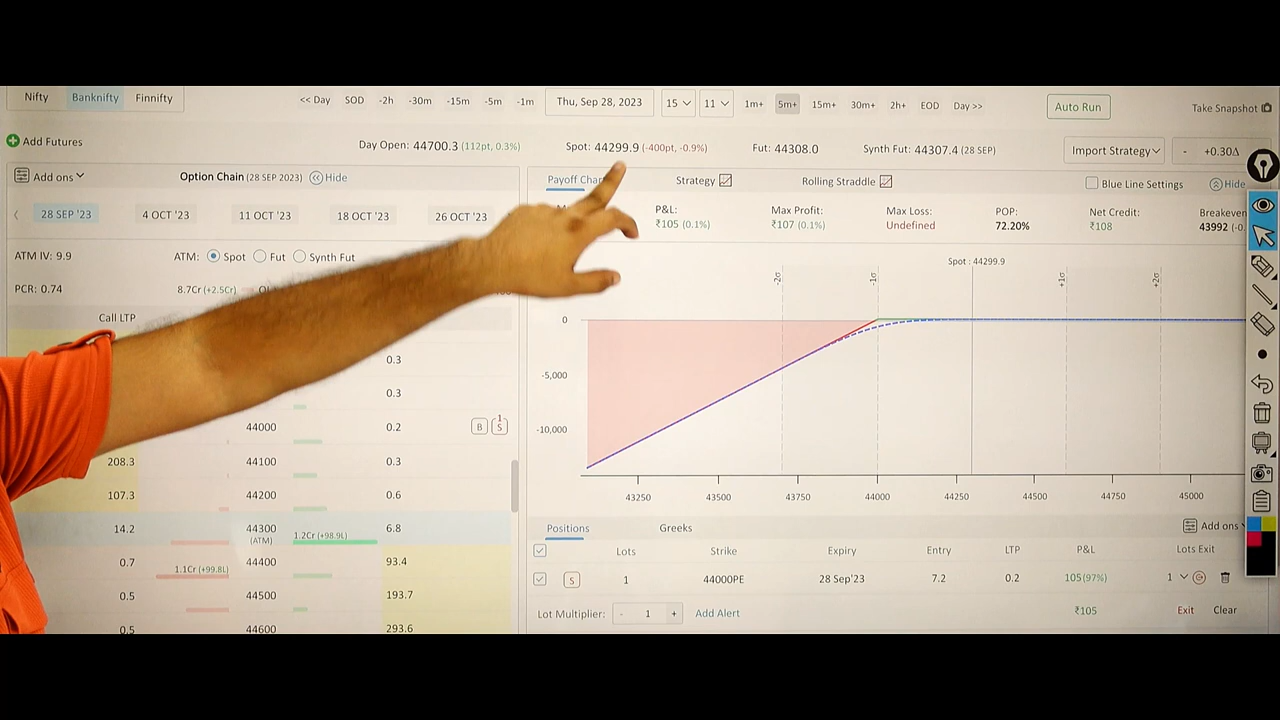 Nifty Banknifty Finnifty << Day SOD -2h -30m -15m -5m -1m Thu, Sep 28, 2023 15 11 1m+ 5m+ 15m+ 30m+ 2h+ EOD Day >> Auto Run Take Snapshot
Add Futures Day Open: 44700.3 (112pt, 0.3%) Spot: 44299.9 (-400pt, -0.9%) Fut: 44308.0 Synth Fut: 44307.4 (28 SEP) Import Strategy - +0.30Δ
Add ons Option Chain (28 SEP 2023) Hide Payoff Strategy Rolling Straddle Blue Line Settings Hide
28 SEP '23 4 OCT '23 11 OCT '23 18 OCT '23 26 OCT '23
P&L: Max Profit: Max Loss: POP: Net Credit: Breakeven
₹105 (0.1%) ₹107 (0.1%) Undefined 72.20% ₹108 43992 (-0.
ATM IV: 9.9 ATM: Spot Fut Synth Fut
PCR: 0.74 8.7Cr (+2.5Cr)
Spot : 44299.9
-2σ -1σ +1σ +2σ
Call LTP
0
-5,000
-10,000
43250 43500 43750 44000 44250 44500 44750 45000
0.3
0.3
44000 0.2 B 1 S
208.3 44100 0.3
107.3 44200 0.6
14.2 44300 (ATM) 1.2Cr (+98.9L) 6.8
0.7 1.1Cr (+99.8L) 44400 93.4
0.5 44500 193.7
0.5 44600 293.6
Positions Greeks Add ons
Lots Strike Expiry Entry LTP P&L Lots Exit
S 1 44000PE 28 Sep'23 7.2 0.2 105(97%) 1
Lot Multiplier: - 1 + Add Alert ₹105 Exit Clear